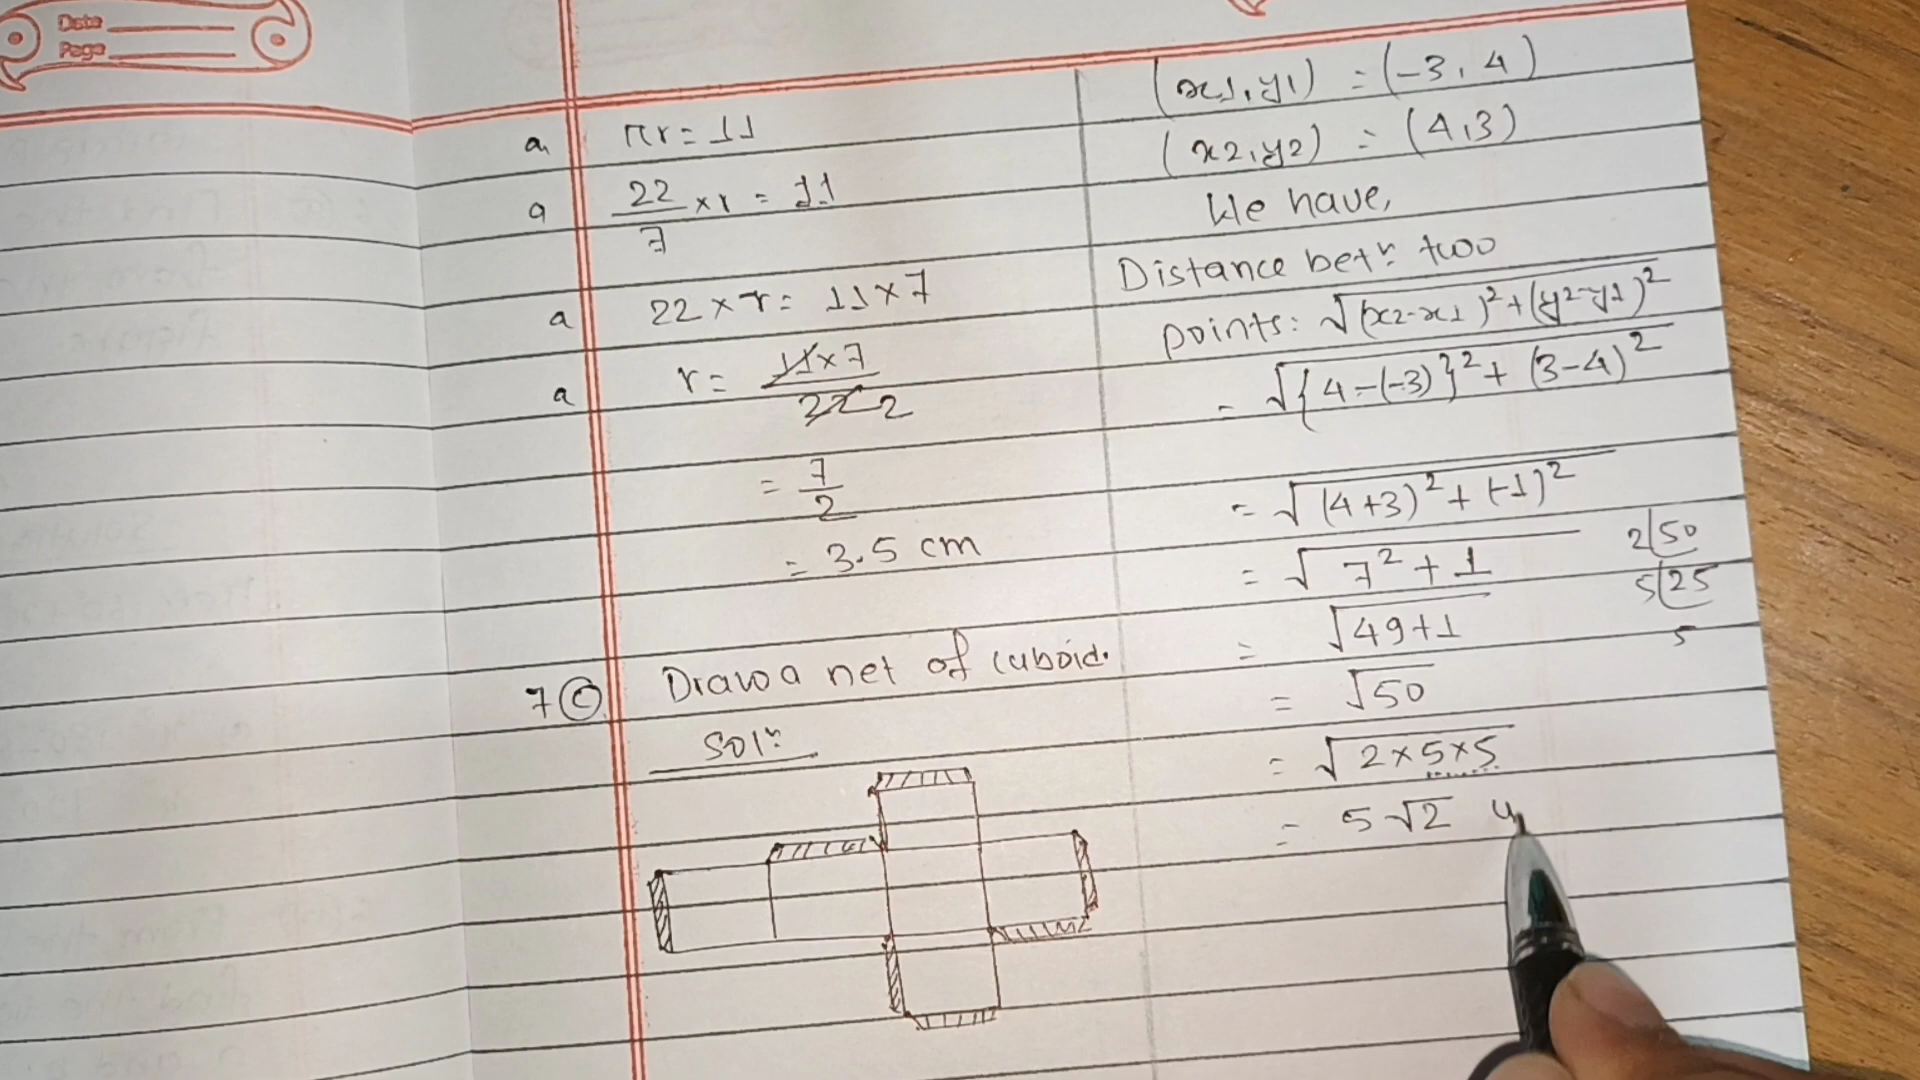 Date
Page
a πr = 11
a 22/7 × r = 11
a 22 × r = 11 × 7
a r = 11 × 7 / 22 2
= 7/2
= 3.5 cm
7 (c) Draw a net of cuboid.
Solⁿ
(x1, y1) = (-3, 4)
(x2, y2) = (4, 3)
We have,
Distance betⁿ two
points: √(x2-x1)² + (y2-y1)²
= √{4-(-3)}² + (3-4)²
= √(4+3)² + (-1)²
= √7² + 1
= √49+1
= √50
= √2×5×5
= 5√2 u
2 50
5 25
5